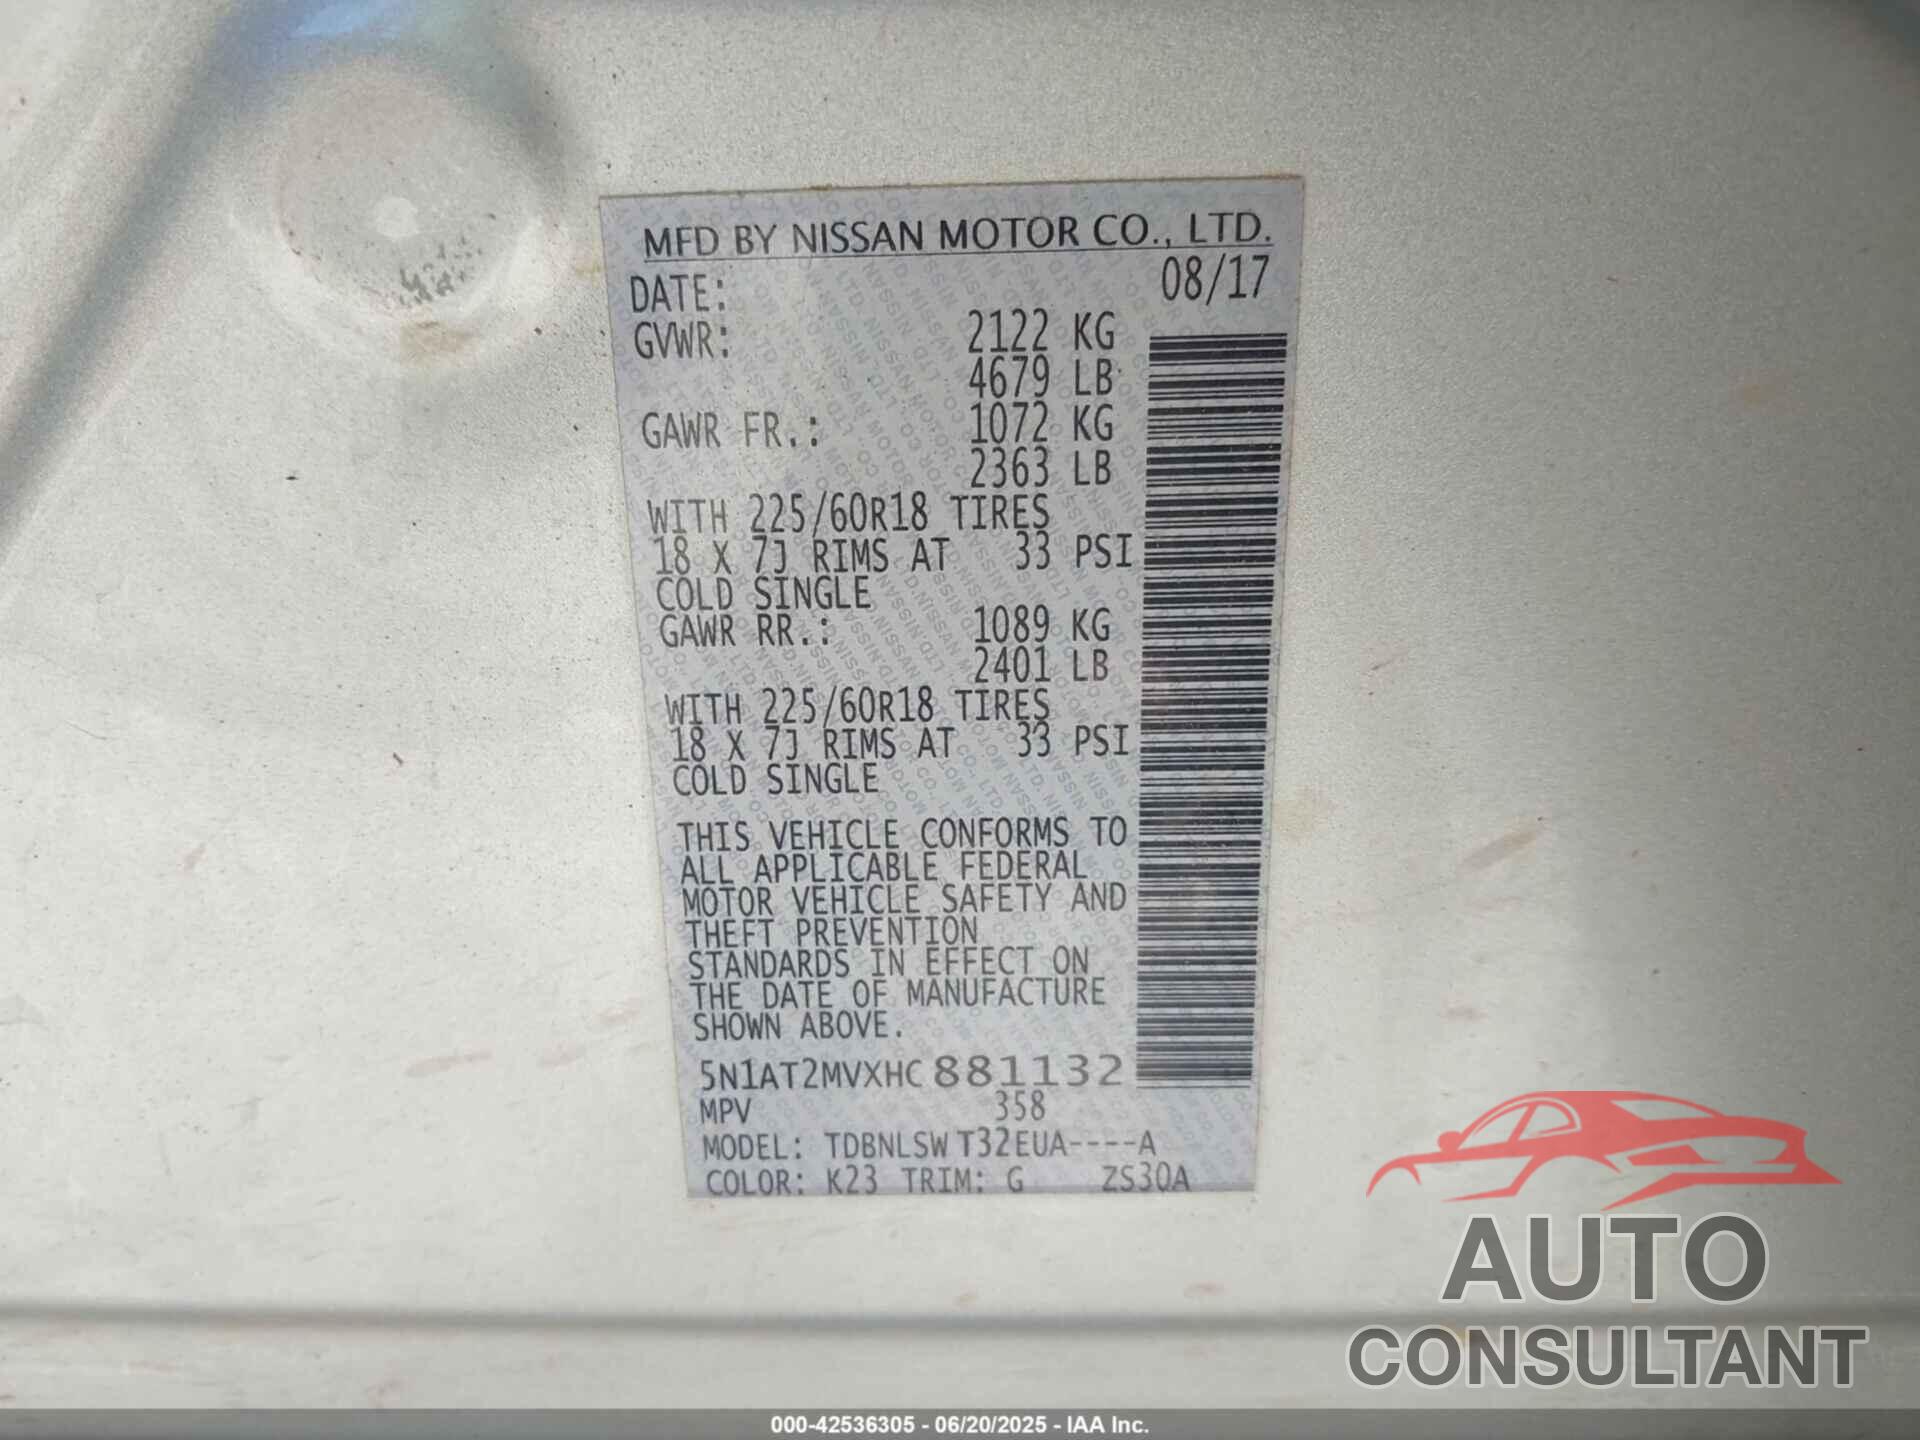 MFD BY NISSAN MOTOR CO., LTD.
DATE: 08/17
GVWR: 2122 KG
4679 LB
GAWR FR.: 1072 KG
2363 LB
WITH 225/60R18 TIRES
18 X 7J RIMS AT 33 PSI
COLD SINGLE
GAWR RR.: 1089 KG
2401 LB
WITH 225/60R18 TIRES
18 X 7J RIMS AT 33 PSI
COLD SINGLE
THIS VEHICLE CONFORMS TO
ALL APPLICABLE FEDERAL
MOTOR VEHICLE SAFETY AND
THEFT PREVENTION
STANDARDS IN EFFECT ON
THE DATE OF MANUFACTURE
SHOWN ABOVE.
5N1AT2MVXHC881132
MPV 358
MODEL: TDBNLSW T32EUA----A
COLOR: K23 TRIM: G ZS30A
AUTO
CONSULTANT
000-42536305 - 06/20/2025 - IAA Inc.